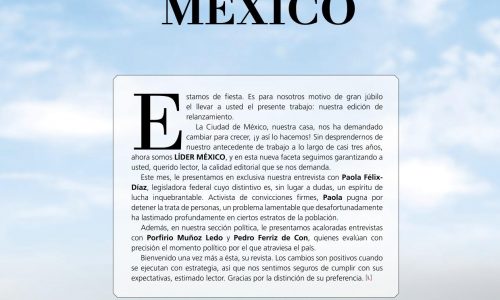 MÉXICO
Estamos de fiesta. Es para nosotros motivo de gran júbilo
el llevar a usted el presente trabajo: nuestra edición de
relanzamiento.
La Ciudad de México, nuestra casa, nos ha demandado
cambiar para crecer, ¡y así lo hacemos! Sin desprendernos de
nuestro antecedente de trabajo a lo largo de casi tres años,
ahora somos LÍDER MÉXICO, y en esta nueva faceta seguimos garantizando a
usted, querido lector, la calidad editorial que se nos demanda.
Este mes, le presentamos en exclusiva nuestra entrevista con Paola Félix-
Díaz, legisladora federal cuyo distintivo es, sin lugar a dudas, un espíritu de
lucha inquebrantable. Activista de convicciones firmes, Paola pugna por
detener la trata de personas, un problema lamentable que desafortunadamente
ha lastimado profundamente en ciertos estratos de la población.
Además, en nuestra sección política, le presentamos acaloradas entrevistas
con Porfirio Muñoz Ledo y Pedro Ferriz de Con, quienes evalúan con
precisión el momento político por el que atraviesa el país.
Bienvenido una vez más a ésta, su revista. Los cambios son positivos cuando
se ejecutan con estrategia, así que nos sentimos seguros de cumplir con sus
expectativas, estimado lector. Gracias por la distinción de su preferencia. [L]